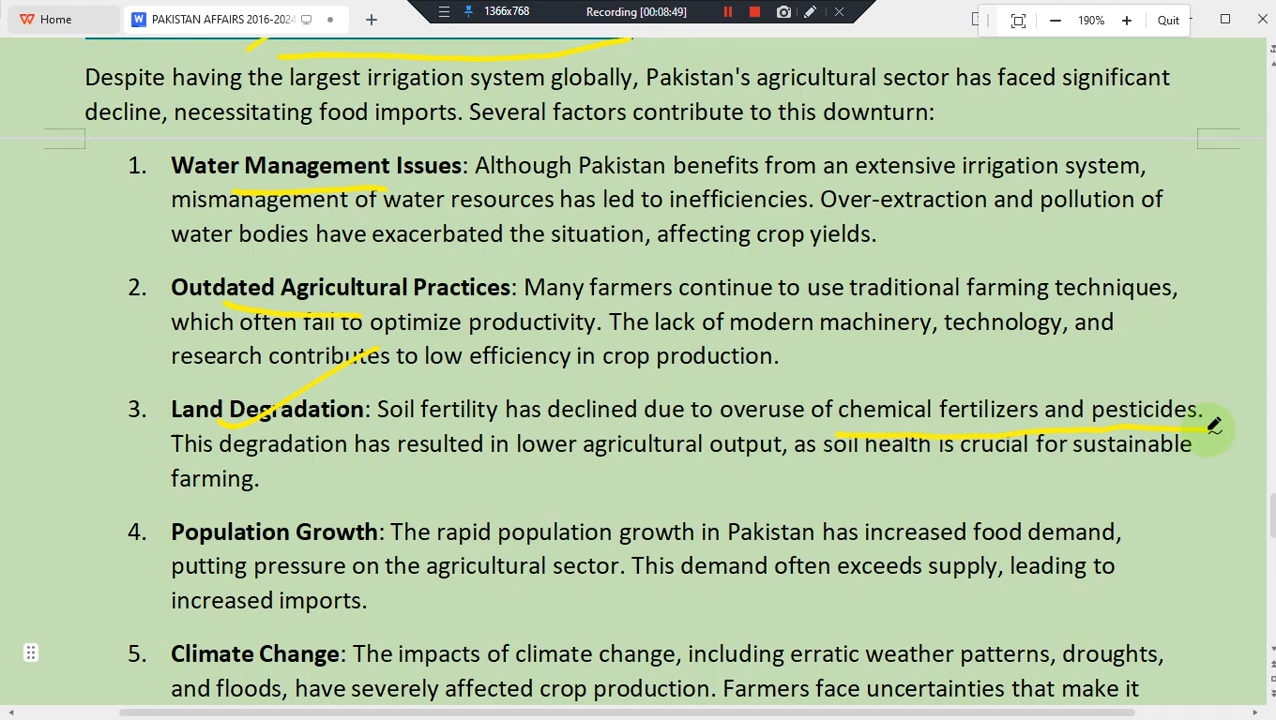 Home
PAKISTAN AFFAIRS 2016-2024
1366x768
Recording [00:08:49]
190%
Quit
Despite having the largest irrigation system globally, Pakistan's agricultural sector has faced significant
decline, necessitating food imports. Several factors contribute to this downturn:
1. Water Management Issues: Although Pakistan benefits from an extensive irrigation system,
mismanagement of water resources has led to inefficiencies. Over-extraction and pollution of
water bodies have exacerbated the situation, affecting crop yields.
2. Outdated Agricultural Practices: Many farmers continue to use traditional farming techniques,
which often fail to optimize productivity. The lack of modern machinery, technology, and
research contributes to low efficiency in crop production.
3. Land Degradation: Soil fertility has declined due to overuse of chemical fertilizers and pesticides.
This degradation has resulted in lower agricultural output, as soil health is crucial for sustainable
farming.
4. Population Growth: The rapid population growth in Pakistan has increased food demand,
putting pressure on the agricultural sector. This demand often exceeds supply, leading to
increased imports.
5. Climate Change: The impacts of climate change, including erratic weather patterns, droughts,
and floods, have severely affected crop production. Farmers face uncertainties that make it